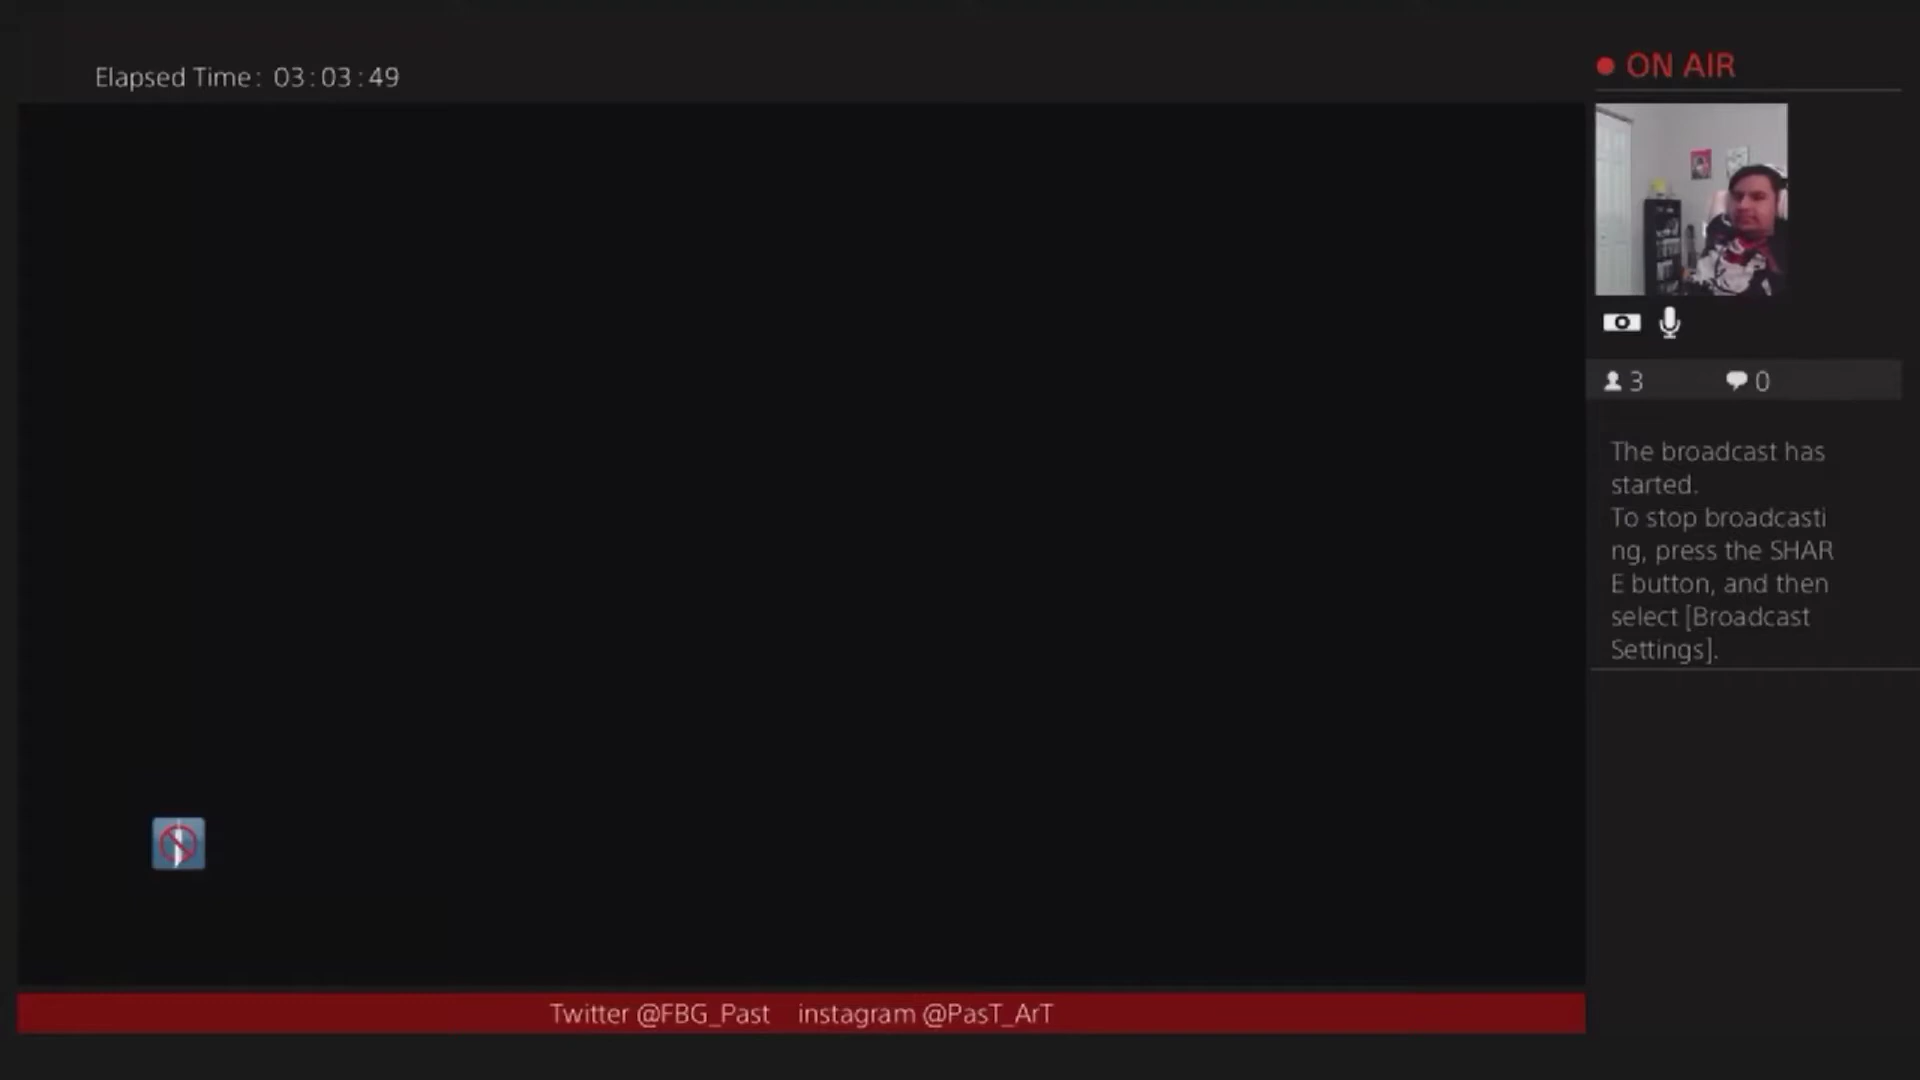 Elapsed Time: 03:03:49
ON AIR
3 0
The broadcast has
started.
To stop broadcasti
ng, press the SHAR
E button, and then
select [Broadcast
Settings].
Twitter @FBG_Past instagram @PasT_ArT